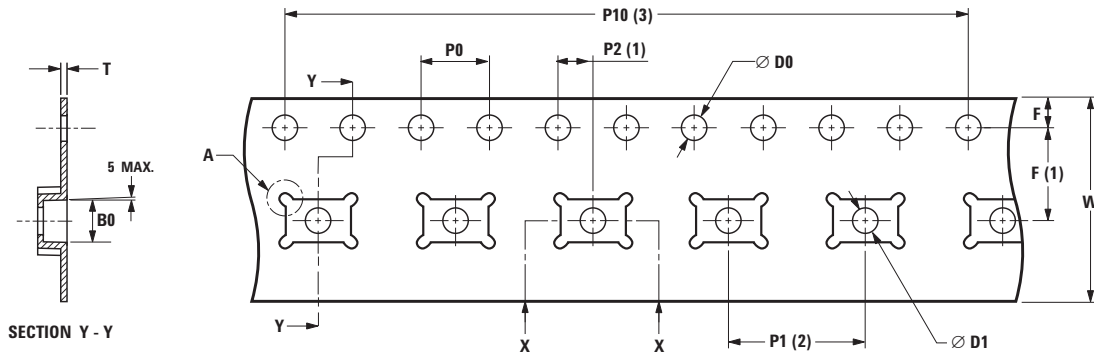 P10 (3)
P0
P2 (1)
∅ D0
T
Y
F
A
5 MAX.
F (1)
W
B0
SECTION Y - Y
Y
X
X
P1 (2)
∅ D1